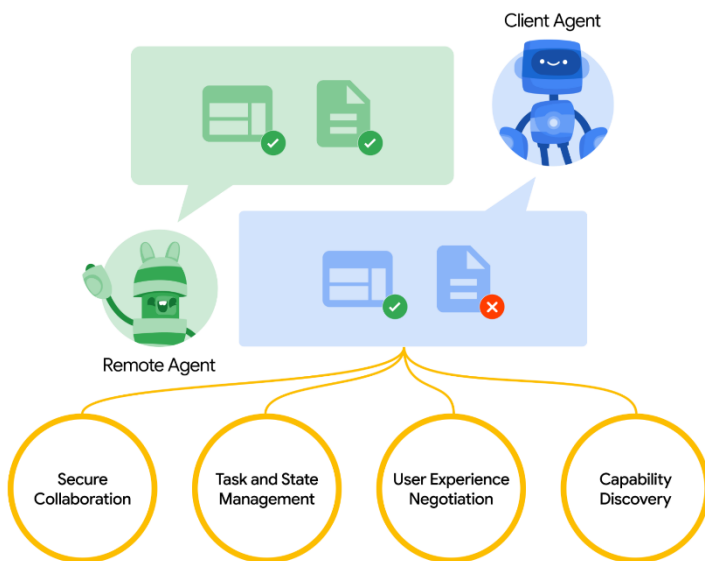 Client Agent
Remote Agent
Secure
Collaboration
Task and State
Management
User Experience
Negotiation
Capability
Discovery